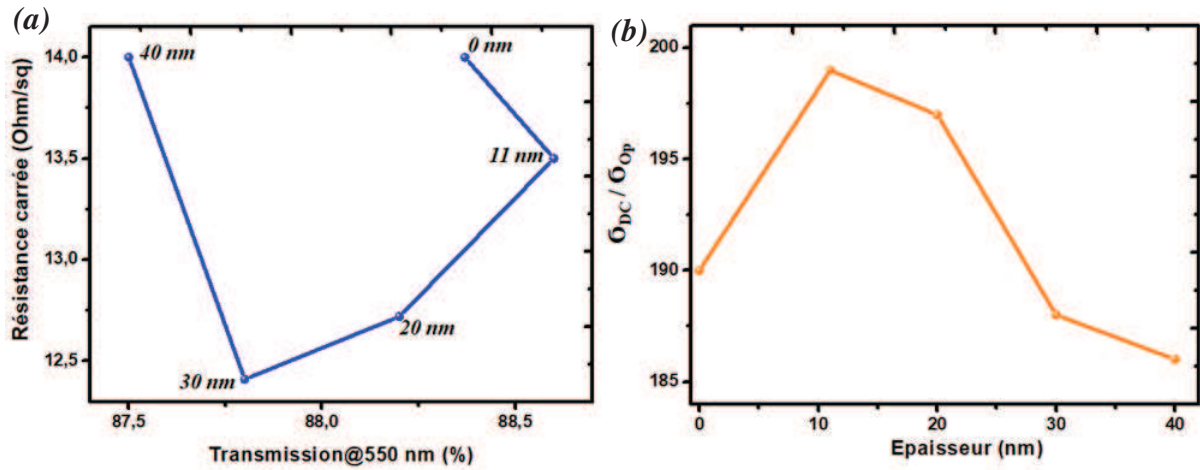 (a)
Résistance carrée (Ohm/sq)
14,0
13,5
13,0
12,5
40 nm
0 nm
11 nm
20 nm
30 nm
87,5 88,0 88,5
Transmission@550 nm (%)
(b)
σDC / σOp
200
195
190
185
0 10 20 30 40
Epaisseur (nm)